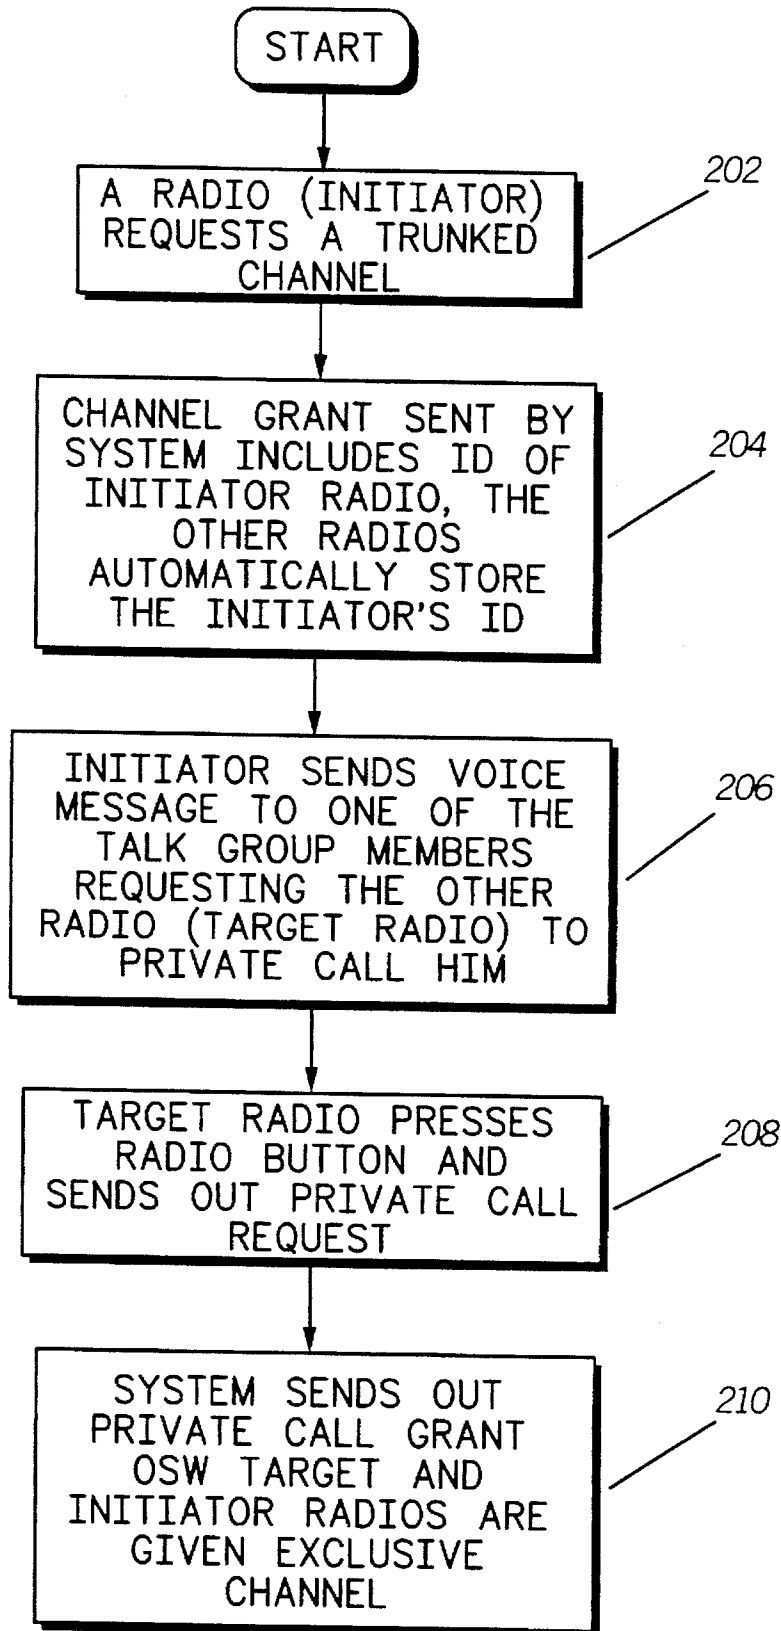 START
202
A RADIO (INITIATOR)
REQUESTS A TRUNKED
CHANNEL
204
CHANNEL GRANT SENT BY
SYSTEM INCLUDES ID OF
INITIATOR RADIO, THE
OTHER RADIOS
AUTOMATICALLY STORE
THE INITIATOR'S ID
206
INITIATOR SENDS VOICE
MESSAGE TO ONE OF THE
TALK GROUP MEMBERS
REQUESTING THE OTHER
RADIO (TARGET RADIO) TO
PRIVATE CALL HIM
208
TARGET RADIO PRESSES
RADIO BUTTON AND
SENDS OUT PRIVATE CALL
REQUEST
210
SYSTEM SENDS OUT
PRIVATE CALL GRANT
OSW TARGET AND
INITIATOR RADIOS ARE
GIVEN EXCLUSIVE
CHANNEL